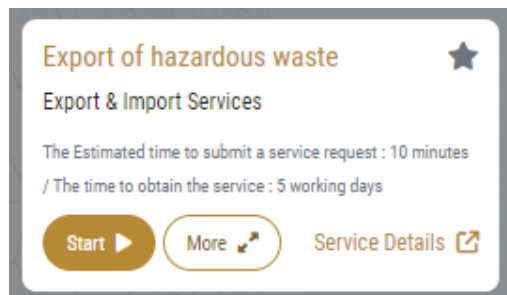 Export of hazardous waste
Export & Import Services
The Estimated time to submit a service request : 10 minutes
/ The time to obtain the service : 5 working days
Start
More
Service Details